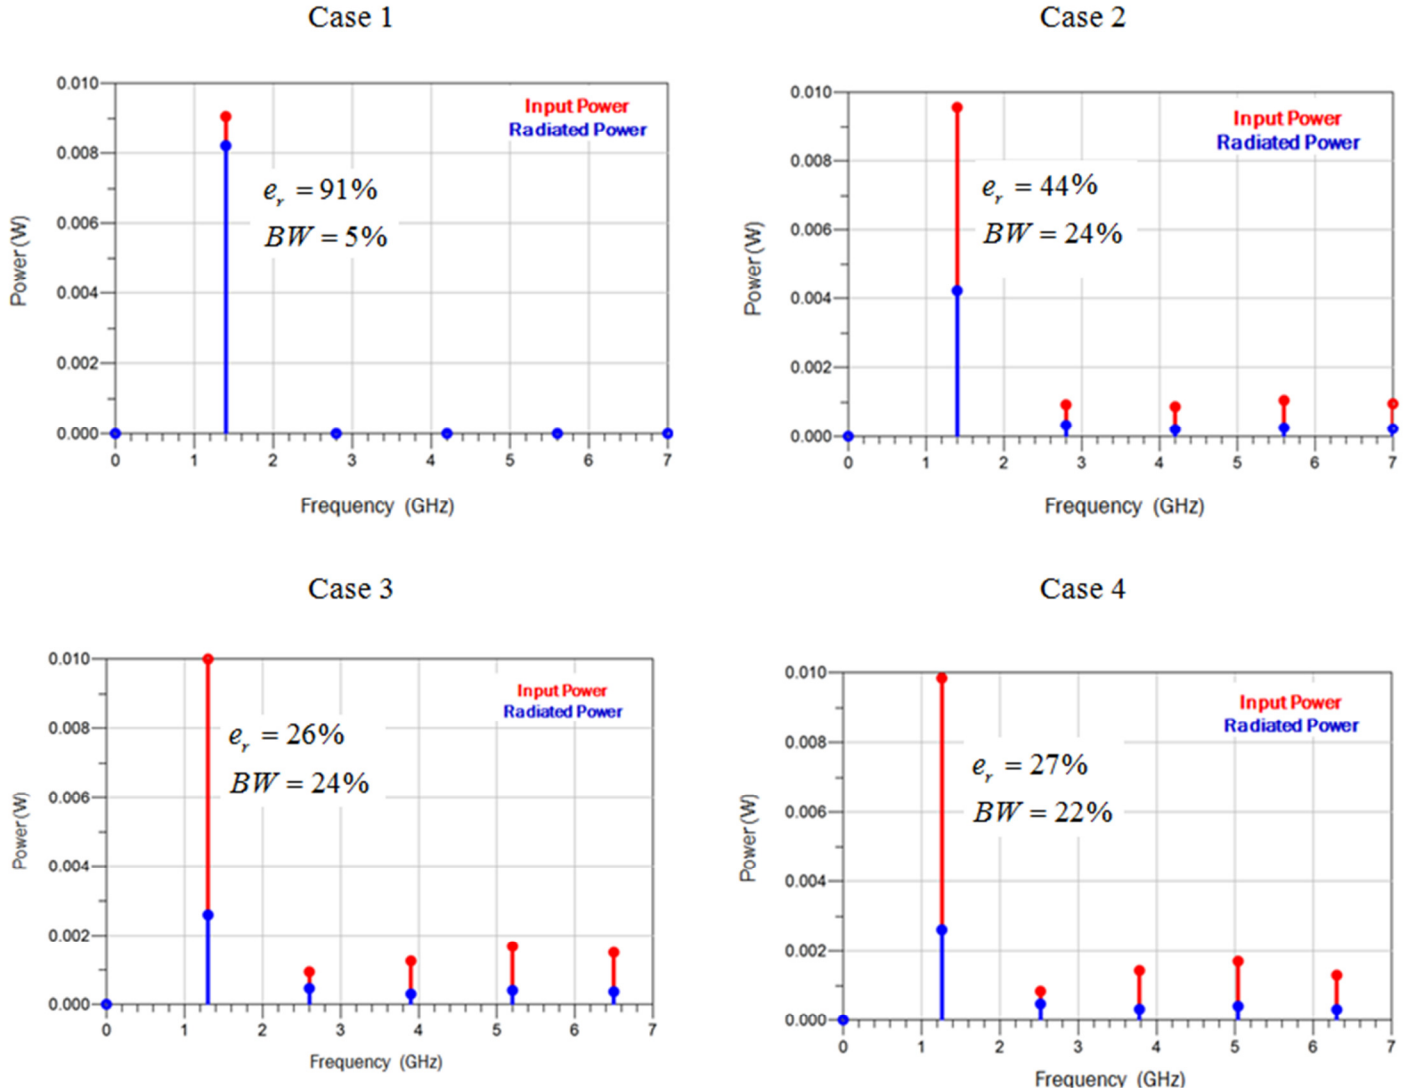 Case 1
0.010
0.008
0.006
0.004
0.002
0.000
Power (W)
Input Power
Radiated Power
e_r = 91%
BW = 5%
0 1 2 3 4 5 6 7
Frequency (GHz)
Case 2
0.010
0.008
0.006
0.004
0.002
0.000
Power (W)
Input Power
Radiated Power
e_r = 44%
BW = 24%
0 1 2 3 4 5 6 7
Frequency (GHz)
Case 3
0.010
0.008
0.006
0.004
0.002
0.000
Power (W)
Input Power
Radiated Power
e_r = 26%
BW = 24%
0 1 2 3 4 5 6 7
Frequency (GHz)
Case 4
0.010
0.008
0.006
0.004
0.002
0.000
Power (W)
Input Power
Radiated Power
e_r = 27%
BW = 22%
0 1 2 3 4 5 6 7
Frequency (GHz)